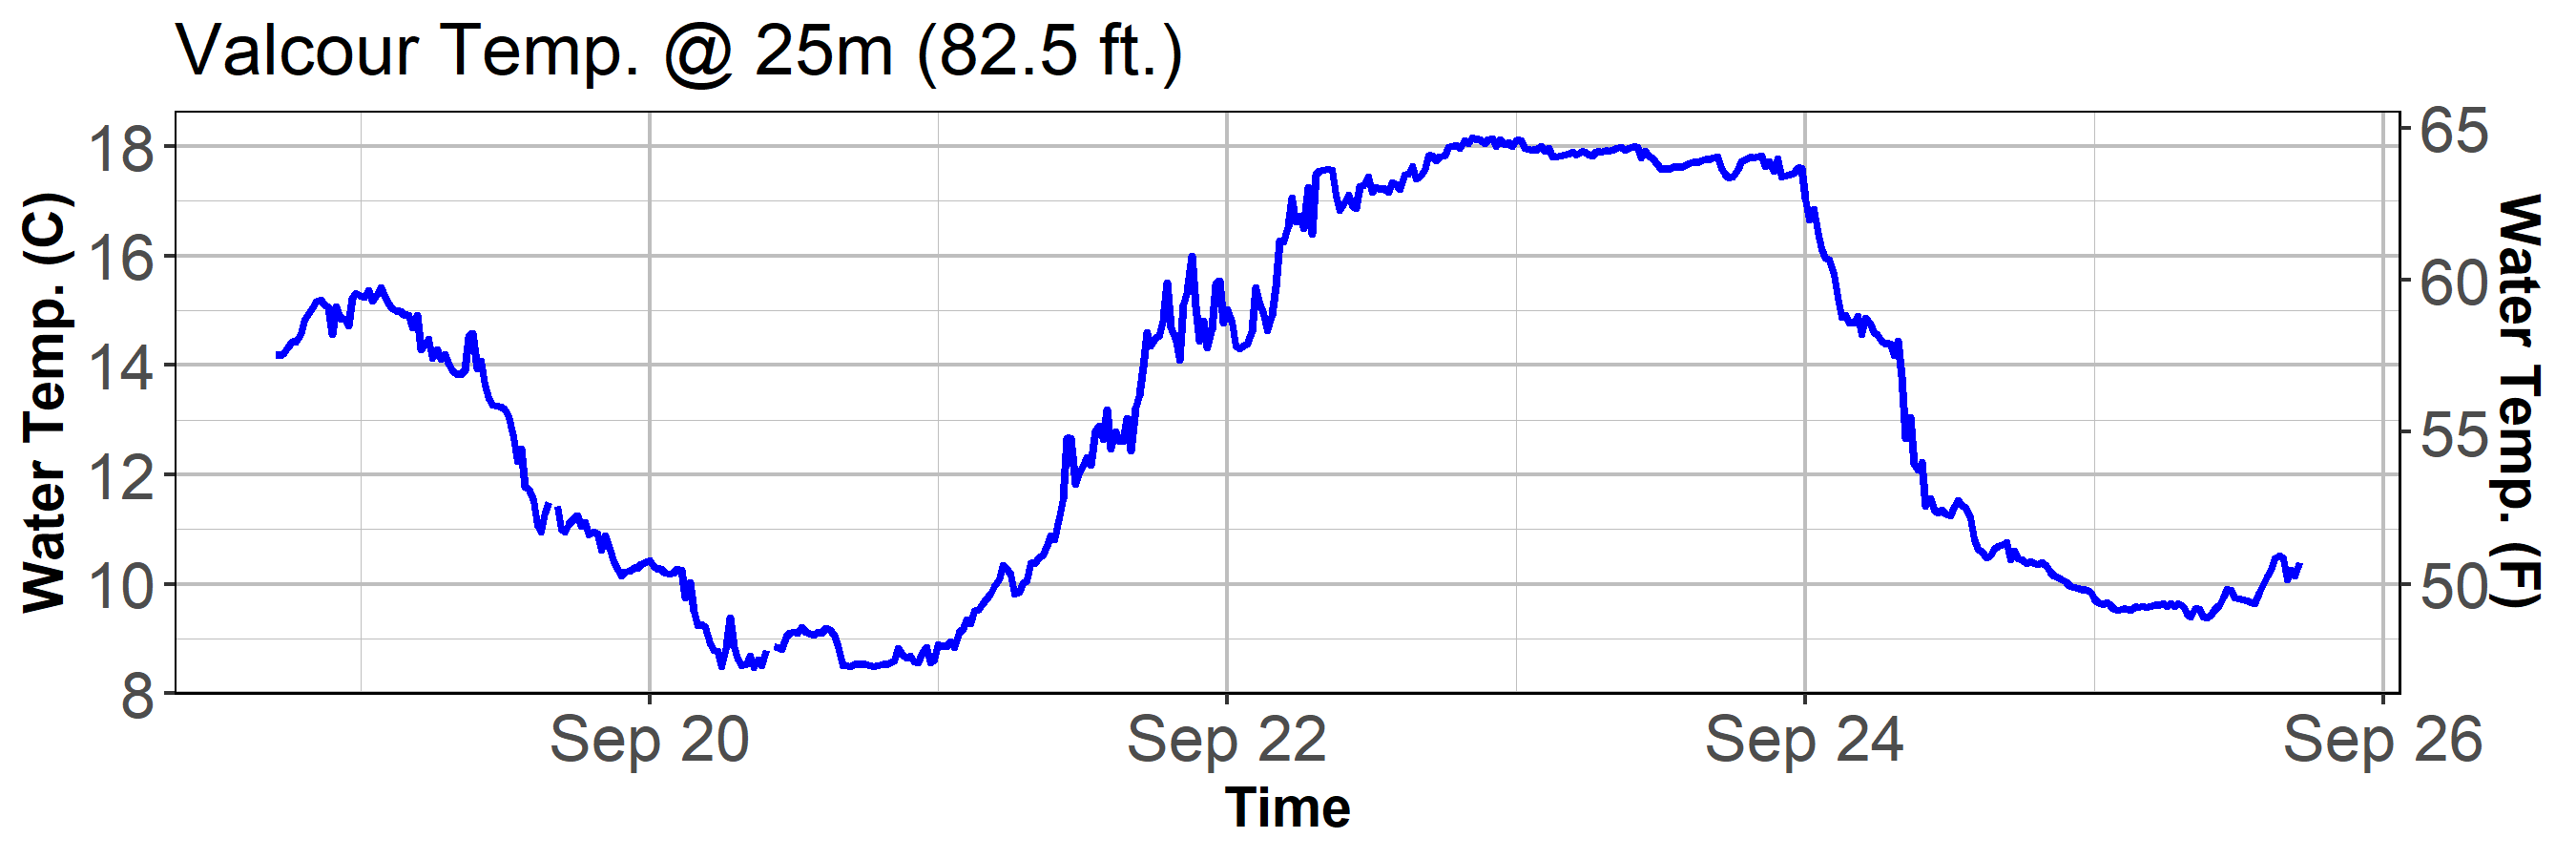 Valcour Temp. @ 25m (82.5 ft.)
Water Temp. (C)
18
16
14
12
10
8
65
60
55
50
Water Temp. (F)
Sep 20
Sep 22
Sep 24
Sep 26
Time